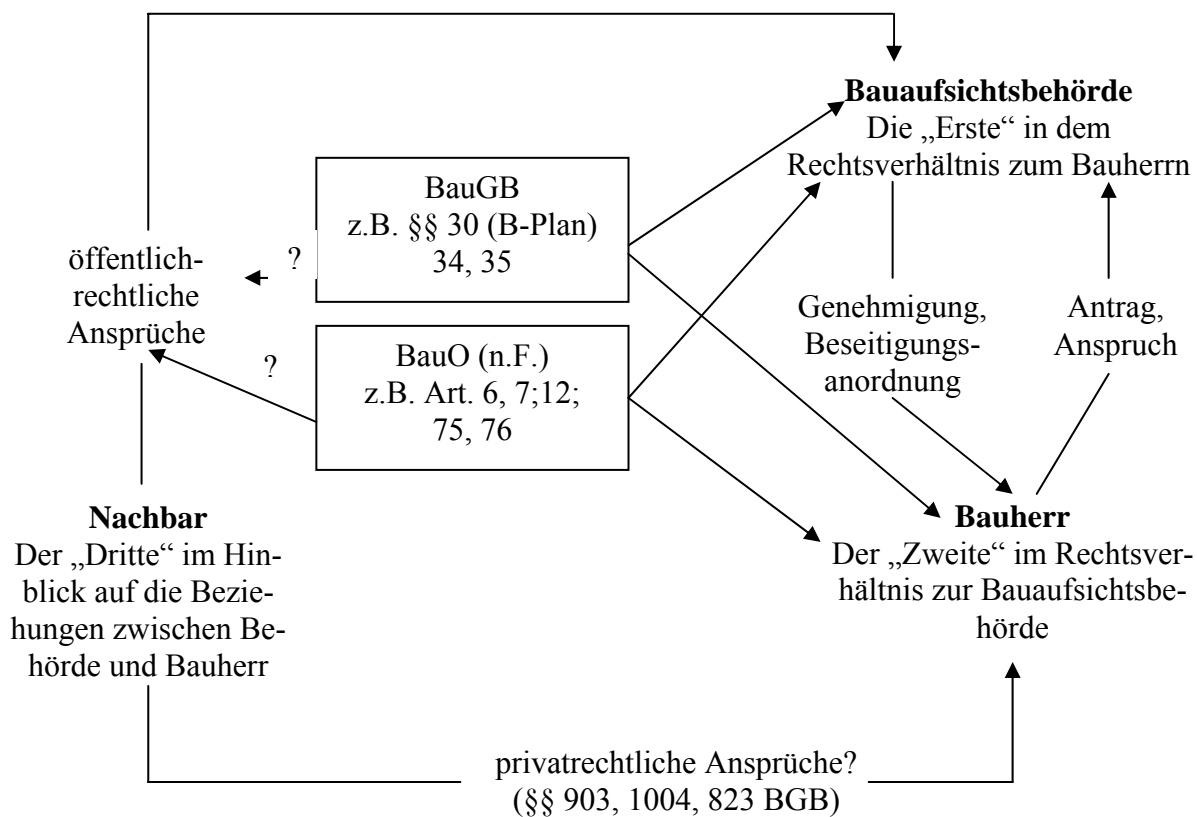 Bauaufsichtsbehörde
Die „Erste“ in dem
Rechtsverhältnis zum Bauherrn
BauGB
z.B. §§ 30 (B-Plan)
34, 35
öffentlich-
rechtliche
Ansprüche
?
BauO (n.F.)
z.B. Art. 6, 7;12;
75, 76
?
Genehmigung,
Beseitigungs-
anordnung
Antrag,
Anspruch
Nachbar
Der „Dritte“ im Hin-
blick auf die Bezie-
hungen zwischen Be-
hörde und Bauherr
Bauherr
Der „Zweite“ im Rechtsver-
hältnis zur Bauaufsichtsbe-
hörde
privatrechtliche Ansprüche?
(§§ 903, 1004, 823 BGB)